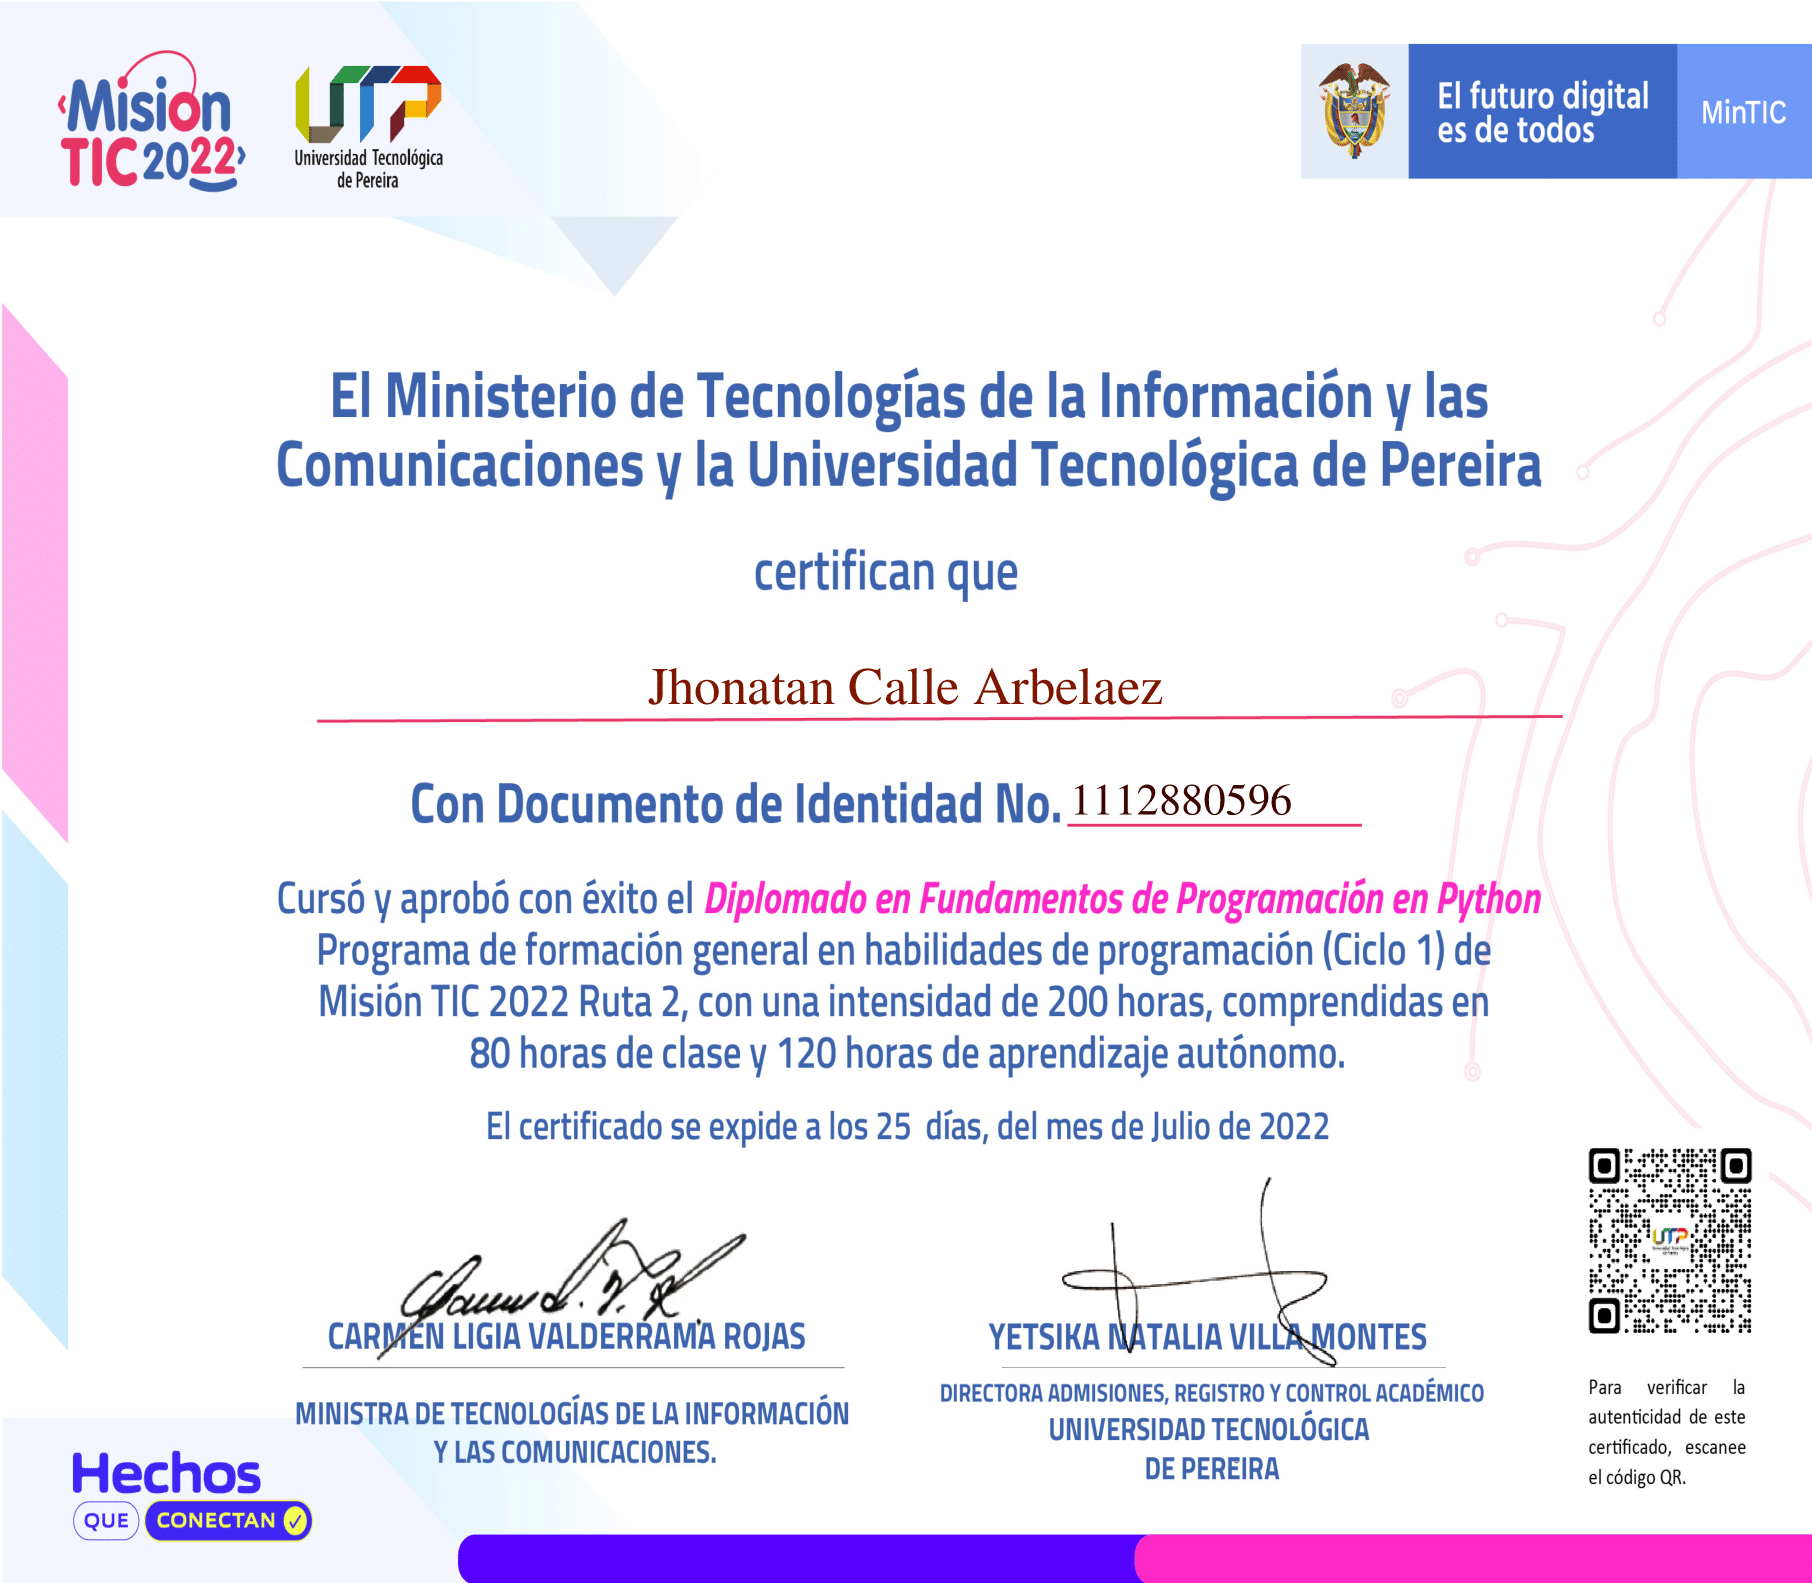 Misión
TIC 2022
Universidad Tecnológica
de Pereira
El futuro digital
es de todos
MinTIC
El Ministerio de Tecnologías de la Información y las
Comunicaciones y la Universidad Tecnológica de Pereira
certifican que
Jhonatan Calle Arbelaez
Con Documento de Identidad No. 1112880596
Cursó y aprobó con éxito el Diplomado en Fundamentos de Programación en Python
Programa de formación general en habilidades de programación (Ciclo 1) de
Misión TIC 2022 Ruta 2, con una intensidad de 200 horas, comprendidas en
80 horas de clase y 120 horas de aprendizaje autónomo.
El certificado se expide a los 25 días, del mes de Julio de 2022
CARMEN LIGIA VALDERRAMA ROJAS
MINISTRA DE TECNOLOGÍAS DE LA INFORMACIÓN
Y LAS COMUNICACIONES.
YETSIKA NATALIA VILLA MONTES
DIRECTORA ADMISIONES, REGISTRO Y CONTROL ACADÉMICO
UNIVERSIDAD TECNOLÓGICA
DE PEREIRA
UTP
Para verificar la
autenticidad de este
certificado, escanee
el código QR.
Hechos
QUE CONECTAN